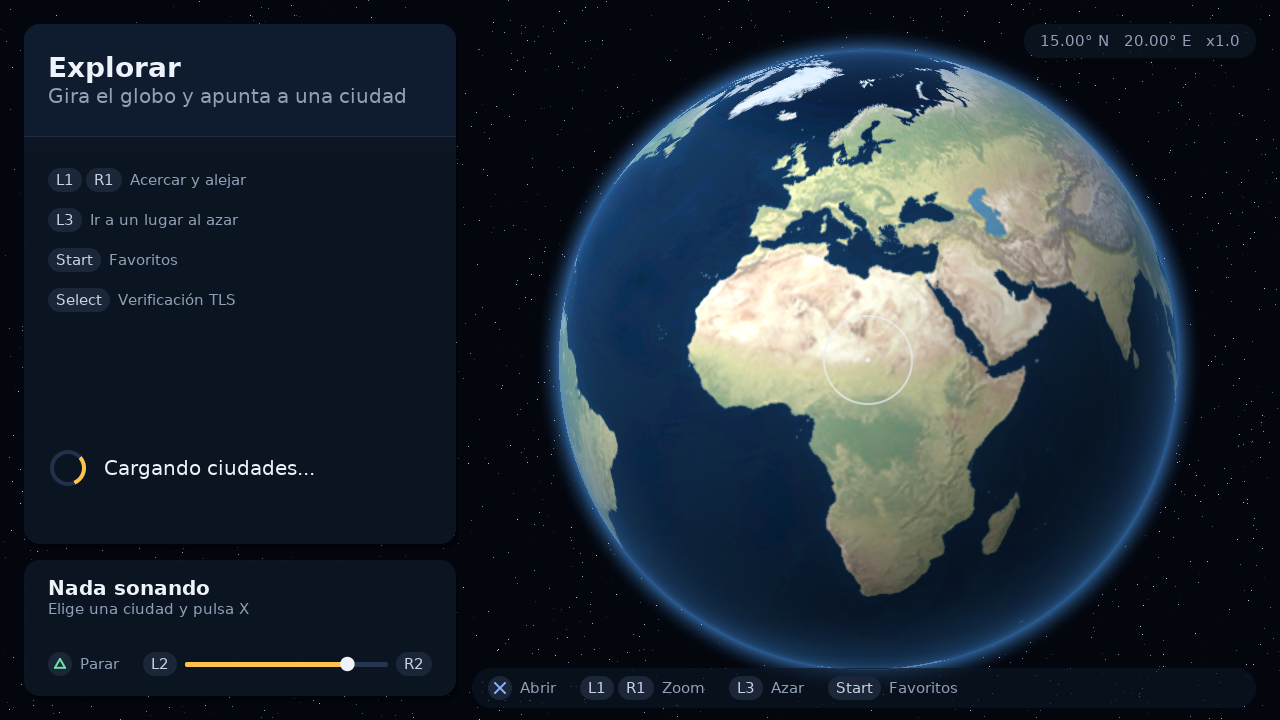 Explorar
Gira el globo y apunta a una ciudad
L1 R1 Acercar y alejar
L3 Ir a un lugar al azar
Start Favoritos
Select Verificación TLS
Cargando ciudades...
Nada sonando
Elige una ciudad y pulsa X
Parar L2 R2
15.00° N 20.00° E x1.0
Abrir L1 R1 Zoom L3 Azar Start Favoritos